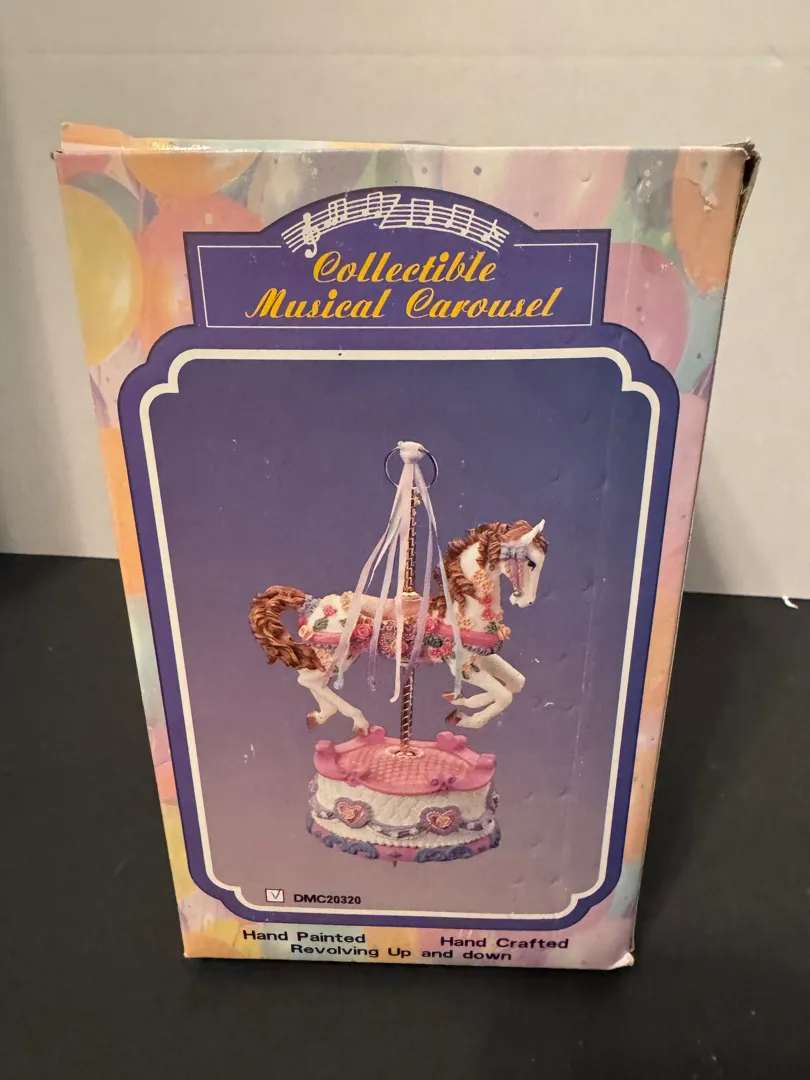 Collectible
Musical Carousel
DMC20320
Hand Painted Hand Crafted
Revolving Up and down